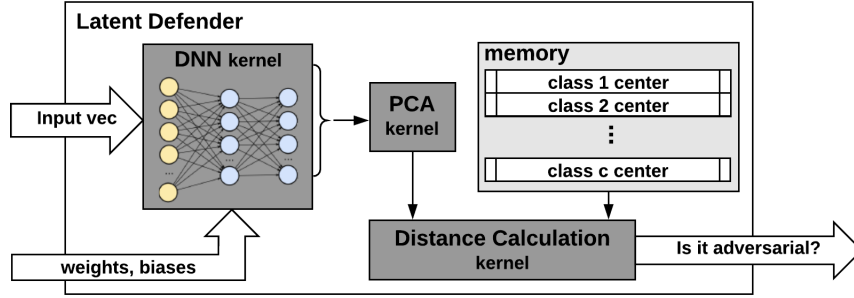 Latent Defender
DNN kernel
memory
class 1 center
class 2 center
class c center
PCA
kernel
Input vec
...
...
...
Distance Calculation
kernel
Is it adversarial?
weights, biases